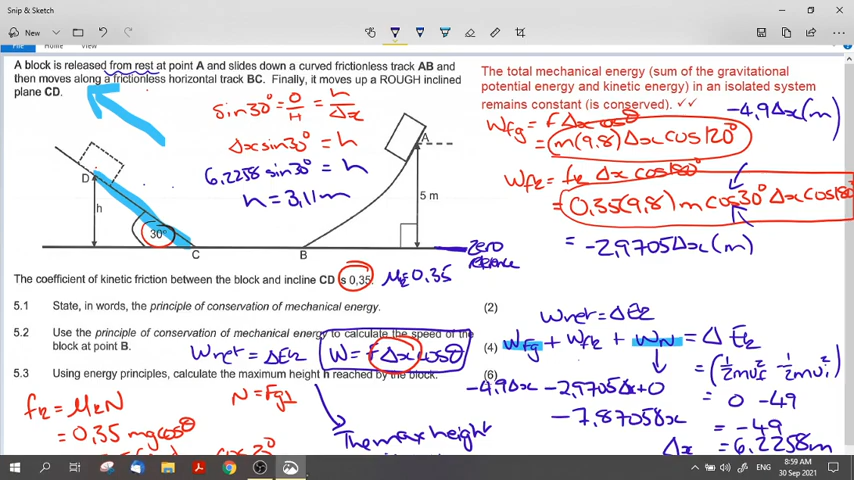 Snip & Sketch
New
Home
View
A block is released from rest at point A and slides down a curved frictionless track AB and
then moves along a frictionless horizontal track BC. Finally, it moves up a ROUGH inclined
plane CD.
The total mechanical energy (sum of the gravitational
potential energy and kinetic energy) in an isolated system
remains constant (is conserved). ✓✓
sin30° = O/H = h/Δx
Δx sin30° = h
6,2258 sin30° = h
h = 3,11m
A
D
h
30°
5 m
C
B
zero
reference
-4,9Δx(m)
Wfg = FΔx cosθ
= m(9,8)Δx cos120°
Wfk = fk Δx cos180°
= 0,35(9,8)m cos30° Δx cos180°
= -2,9705Δx(m)
The coefficient of kinetic friction between the block and incline CD is 0,35.
μk = 0,35
5.1 State, in words, the principle of conservation of mechanical energy. (2)
Wnet = ΔEk
5.2 Use the principle of conservation of mechanical energy to calculate the speed of the
block at point B. (4)
Wnet = ΔEk
W = FΔx cosθ
Wfg + Wfk + WN = ΔEk
5.3 Using energy principles, calculate the maximum height h reached by the block. (6)
= (½mvf² - ½mvi²)
-4,9Δx -2,9705Δx + 0
= 0 - 49
-7,8705Δx
= -49
Δx = 6,2258m
fk = μkN
N = Fg⊥
= 0,35 mg cosθ
The max height
ENG
8:59 AM
30 Sep 2021